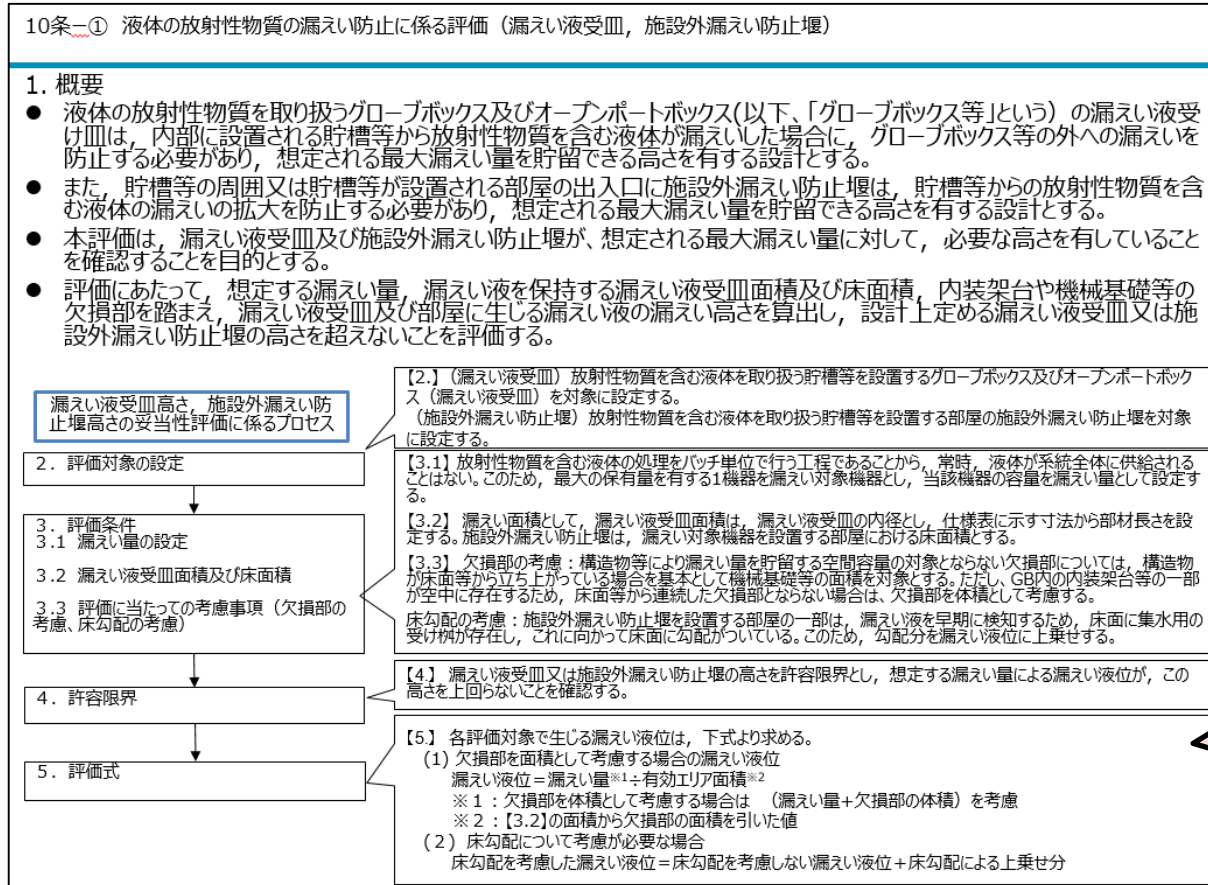 10条－① 液体の放射性物質の漏えい防止に係る評価（漏えい液受皿，施設外漏えい防止堰）
1. 概要
● 液体の放射性物質を取り扱うグローブボックス及びオープンポートボックス(以下、「グローブボックス等」という）の漏えい液受
け皿は，内部に設置される貯槽等から放射性物質を含む液体が漏えいした場合に，グローブボックス等の外への漏えいを
防止する必要があり，想定される最大漏えい量を貯留できる高さを有する設計とする。
● また，貯槽等の周囲又は貯槽等が設置される部屋の出入口に施設外漏えい防止堰は，貯槽等からの放射性物質を含
む液体の漏えいの拡大を防止する必要があり，想定される最大漏えい量を貯留できる高さを有する設計とする。
● 本評価は，漏えい液受皿及び施設外漏えい防止堰が、想定される最大漏えい量に対して，必要な高さを有していること
を確認することを目的とする。
● 評価にあたって，想定する漏えい量，漏えい液を保持する漏えい液受皿面積及び床面積，内装架台や機械基礎等の
欠損部を踏まえ，漏えい液受皿及び部屋に生じる漏えい液の漏えい高さを算出し，設計上定める漏えい液受皿又は施
設外漏えい防止堰の高さを超えないことを評価する。
漏えい液受皿高さ，施設外漏えい防
止堰高さの妥当性評価に係るプロセス
【2.】（漏えい液受皿）放射性物質を含む液体を取り扱う貯槽等を設置するグローブボックス及びオープンポートボック
ス（漏えい液受皿）を対象に設定する。
（施設外漏えい防止堰）放射性物質を含む液体を取り扱う貯槽等を設置する部屋の施設外漏えい防止堰を対象
に設定する。
2．評価対象の設定
【3.1】放射性物質を含む液体の処理をバッチ単位で行う工程であることから，常時，液体が系統全体に供給される
ことはない。このため，最大の保有量を有する1機器を漏えい対象機器とし，当該機器の容量を漏えい量として設定す
る。
【3.2】 漏えい面積として，漏えい液受皿面積は，漏えい液受皿の内径とし，仕様表に示す寸法から部材長さを設
定する。施設外漏えい防止堰は，漏えい対象機器を設置する部屋における床面積とする。
【3.3】 欠損部の考慮：構造物等により漏えい量を貯留する空間容量の対象とならない欠損部については，構造物
が床面等から立ち上がっている場合を基本として機械基礎等の面積を対象とする。ただし、GB内の内装架台等の一部
が空中に存在するため，床面等から連続した欠損部とならない場合は、欠損部を体積として考慮する。
床勾配の考慮：施設外漏えい防止堰を設置する部屋の一部は，漏えい液を早期に検知するため，床面に集水用の
受け桝が存在し，これに向かって床面に勾配がついている。このため，勾配分を漏えい液位に上乗せする。
3．評価条件
3.1 漏えい量の設定
3.2 漏えい液受皿面積及び床面積
3.3 評価に当たっての考慮事項（欠損部の
考慮、床勾配の考慮）
【4.】 漏えい液受皿又は施設外漏えい防止堰の高さを許容限界とし，想定する漏えい量による漏えい液位が，この
高さを上回らないことを確認する。
4．許容限界
【5.】 各評価対象で生じる漏えい液位は，下式より求める。
(1) 欠損部を面積として考慮する場合の漏えい液位
漏えい液位＝漏えい量※1÷有効エリア面積※2
※１：欠損部を体積として考慮する場合は （漏えい量+欠損部の体積）を考慮
※２：【3.2】の面積から欠損部の面積を引いた値
(２) 床勾配について考慮が必要な場合
床勾配を考慮した漏えい液位＝床勾配を考慮しない漏えい液位＋床勾配による上乗せ分
5．評価式